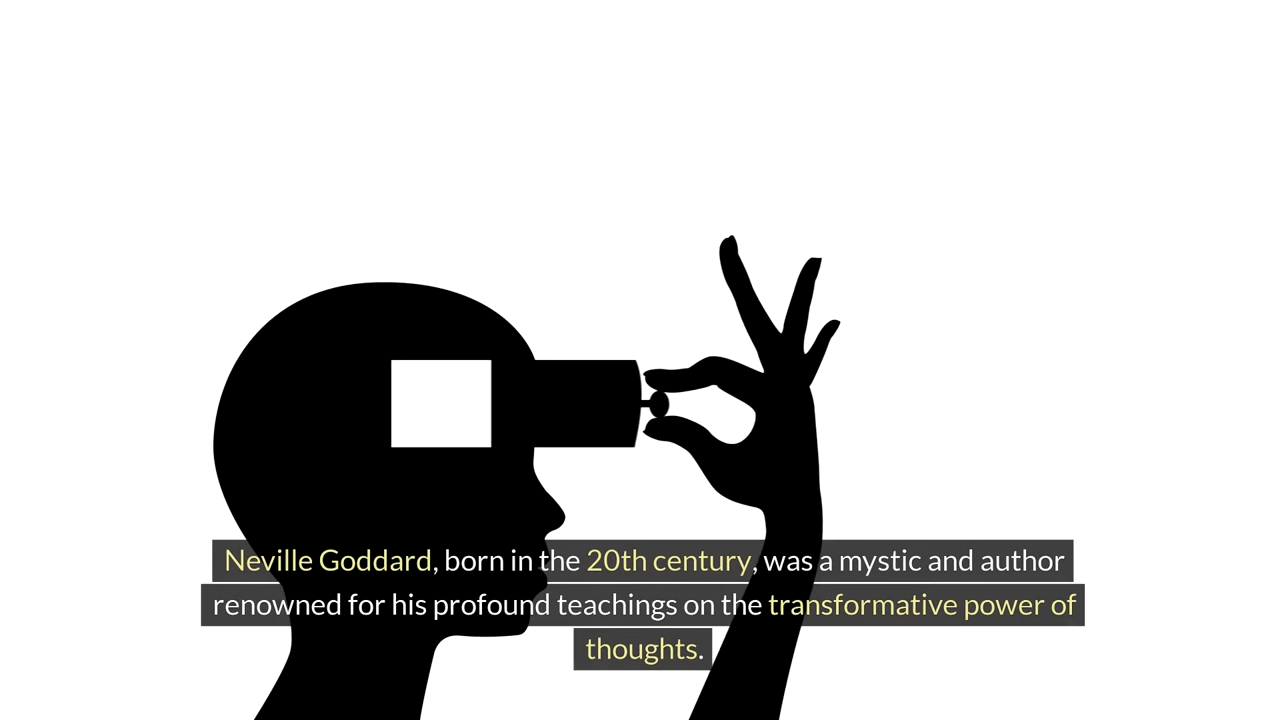 Neville Goddard, born in the 20th century, was a mystic and author
renowned for his profound teachings on the transformative power of
thoughts.